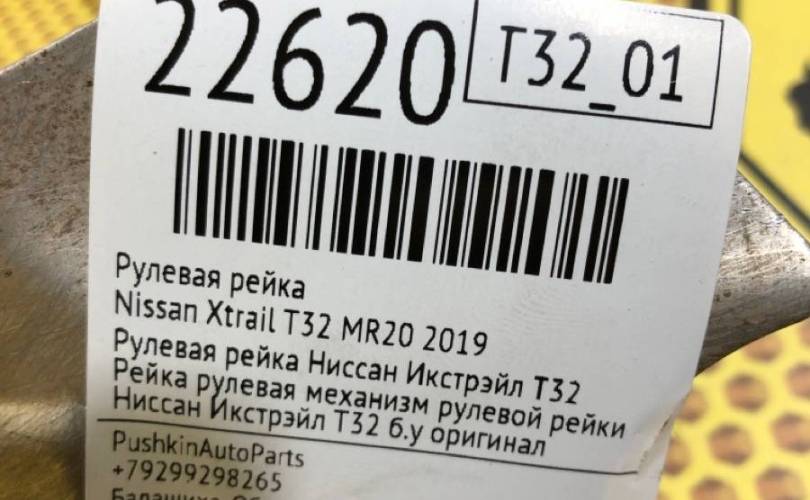 22620
T32_01
Рулевая рейка
Nissan Xtrail T32 MR20 2019
Рулевая рейка Ниссан Икстрэйл Т32
Рейка рулевая механизм рулевой рейки
Ниссан Икстрэйл Т32 б.у оригинал
PushkinAutoParts
+79299298265